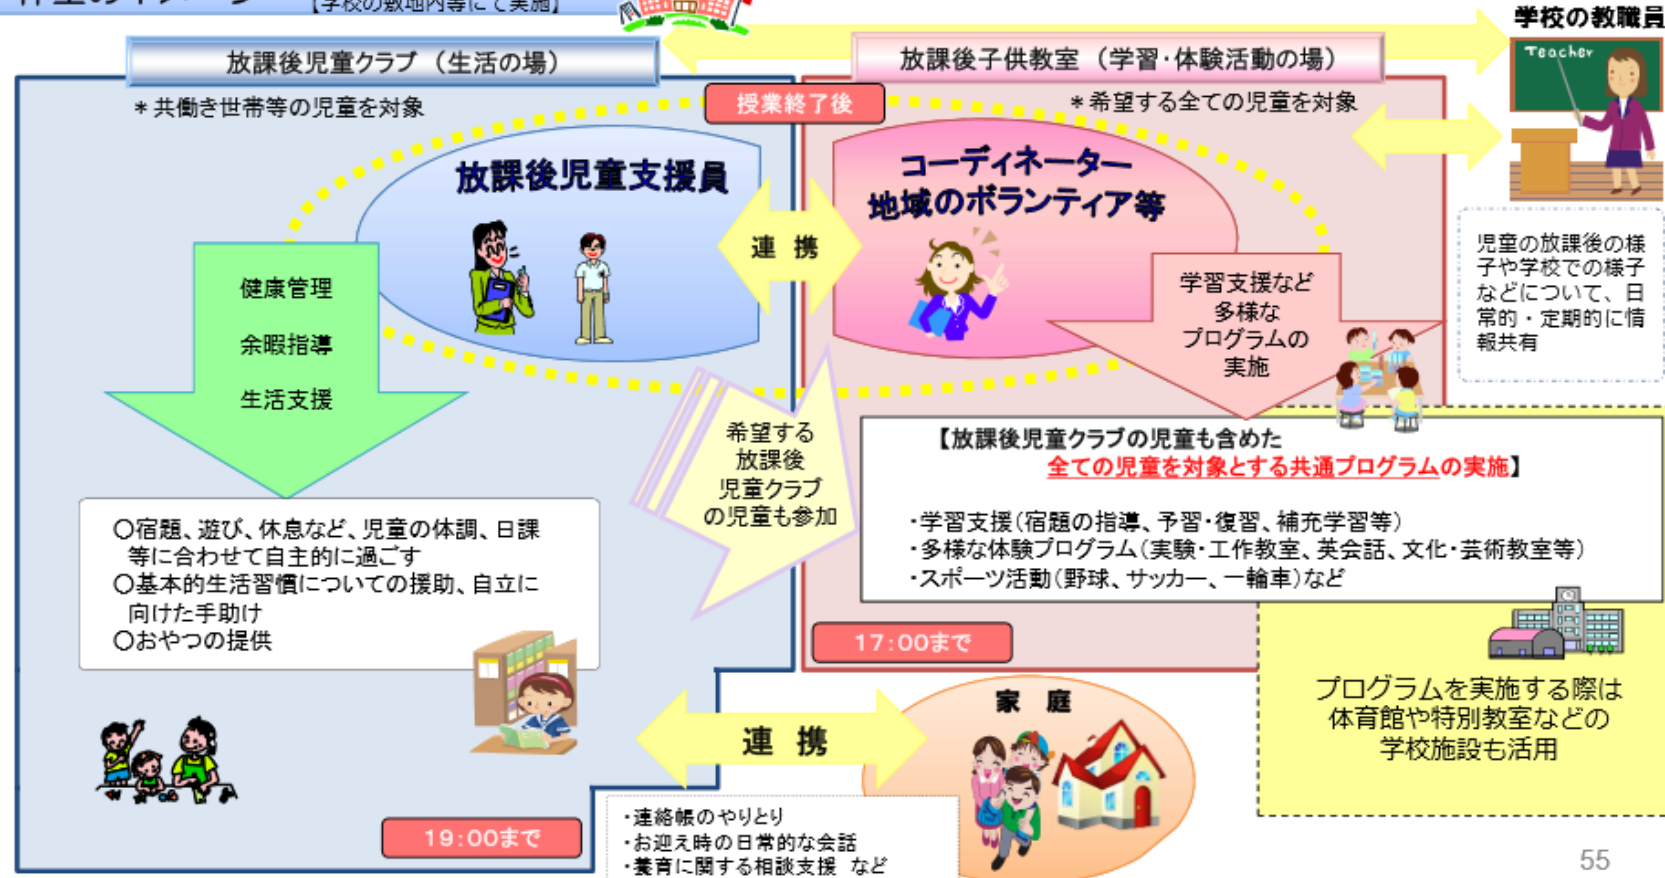 【学校の敷地内等にて実施】
学校の教職員
Teacher
放課後児童クラブ（生活の場）
放課後子供教室（学習・体験活動の場）
＊共働き世帯等の児童を対象
授業終了後
＊希望する全ての児童を対象
放課後児童支援員
連 携
コーディネーター
地域のボランティア等
児童の放課後の様
子や学校での様子
などについて、日
常的・定期的に情
報共有
健康管理
余暇指導
生活支援
学習支援など
多様な
プログラムの
実施
希望する
放課後
児童クラブ
の児童も参加
【放課後児童クラブの児童も含めた
全ての児童を対象とする共通プログラムの実施】
・学習支援（宿題の指導、予習・復習、補充学習等）
・多様な体験プログラム（実験・工作教室、英会話、文化・芸術教室等）
・スポーツ活動（野球、サッカー、一輪車）など
○宿題、遊び、休息など、児童の体調、日課
等に合わせて自主的に過ごす
○基本的生活習慣についての援助、自立に
向けた手助け
○おやつの提供
17:00まで
プログラムを実施する際は
体育館や特別教室などの
学校施設も活用
連 携
家 庭
19:00まで
・連絡帳のやりとり
・お迎え時の日常的な会話
・養育に関する相談支援 など
55